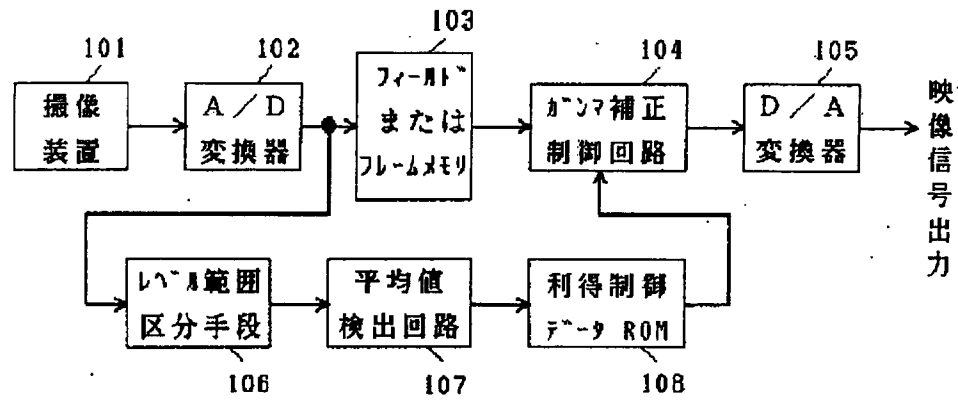 101
撮像
装置
102
A／D
変換器
103
フィールド
または
フレームメモリ
104
ガンマ補正
制御回路
105
D／A
変換器
映像信号出力
レベル範囲
区分手段
106
平均値
検出回路
107
利得制御
データROM
108